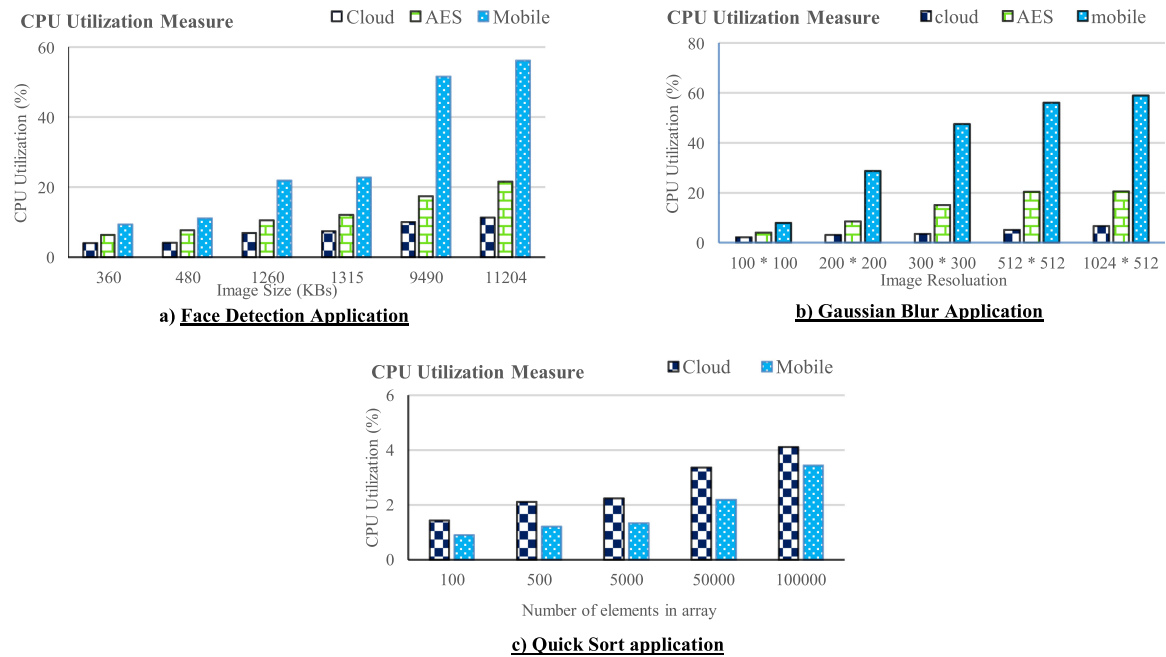 CPU Utilization Measure
Cloud AES Mobile
CPU Utilization (%)
60
40
20
0
360 480 1260 1315 9490 11204
Image Size (KBs)
a) Face Detection Application
CPU Utilization Measure
cloud AES mobile
CPU Utilization (%)
80
60
40
20
0
100 * 100 200 * 200 300 * 300 512 * 512 1024 * 512
Image Resoluation
b) Gaussian Blur Application
CPU Utilization Measure
Cloud Mobile
CPU Utilization (%)
6
4
2
0
100 500 5000 50000 100000
Number of elements in array
c) Quick Sort application